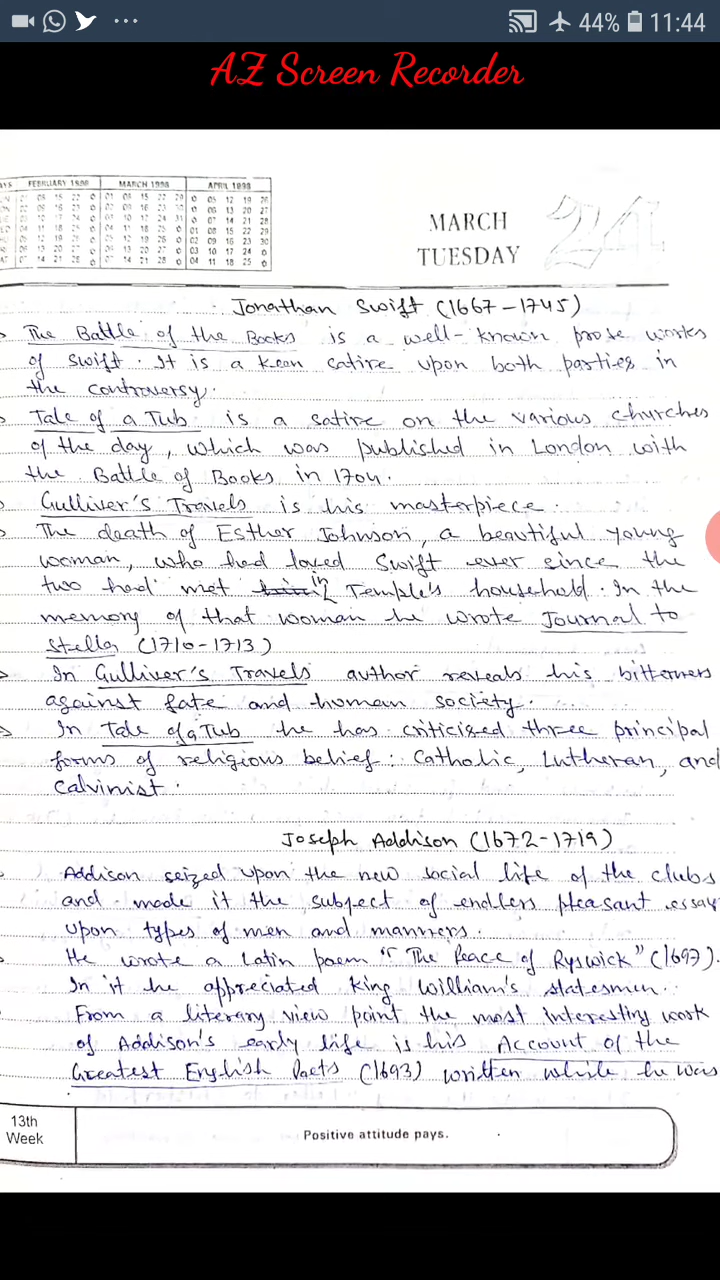 44% 11:44
AZ Screen Recorder
FEBRUARY 1998 MARCH 1998 APRIL 1998
MARCH 24
TUESDAY
Jonathan Swift (1667-1745)
The Battle of the Books is a well-known prose works
of Swift. It is a keen satire upon both parties in
the controversy.
Tale of a Tub is a satire on the various churches
of the day, which was published in London with
the Battle of Books in 1704.
Gulliver's Travels is his masterpiece.
The death of Esther Johnson, a beautiful young
woman, who had loved Swift ever since the
two had met in Temple's household. In the
memory of that woman he wrote Journal to
Stella (1710-1713)
In Gulliver's Travels author reveals his bitterness
against fate and human society.
In Tale of a Tub he has criticised three principal
forms of religious belief: Catholic, Lutheran, and
Calvinist.
Joseph Addison (1672-1719)
Addison seized upon the new social life of the clubs
and made it the subject of endless pleasant essay
upon types of men and manners.
He wrote a Latin poem "The Peace of Ryswick" (1697).
In it he appreciated King William's statesmen.
From a literary view point the most interesting work
of Addison's early life is his Account of the
Greatest English Poets (1693) written while he was
13th
Week
Positive attitude pays.